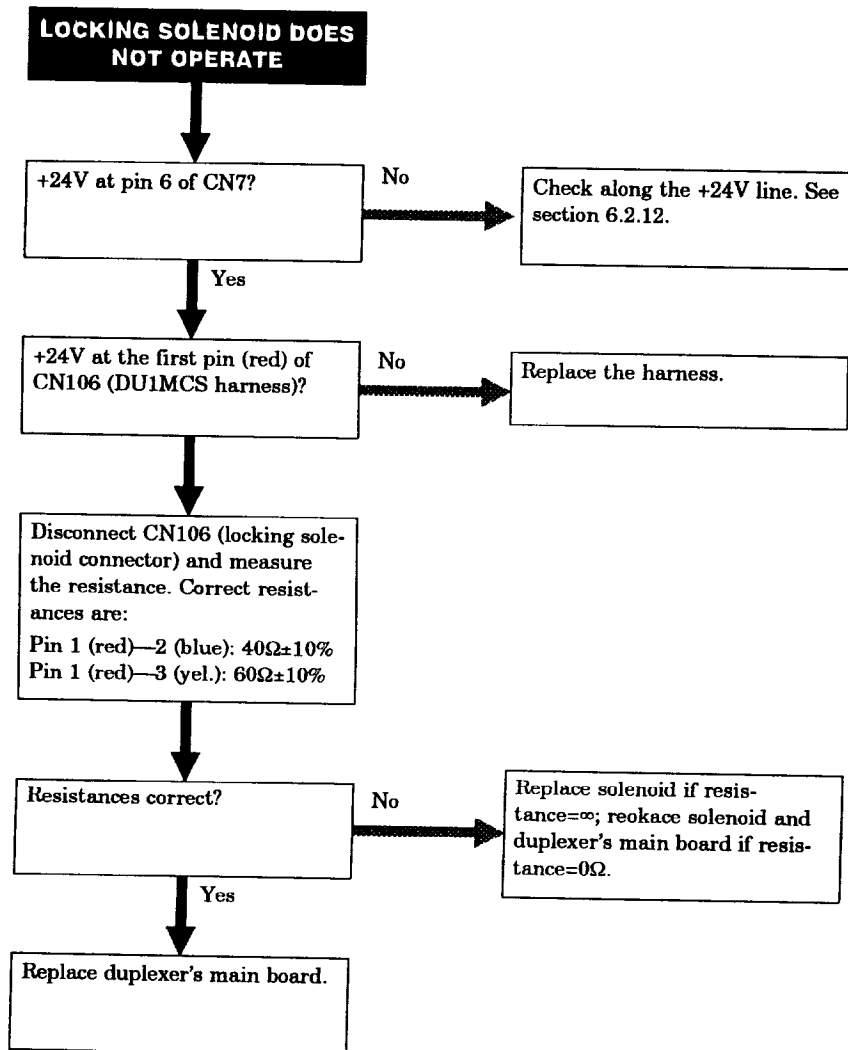 LOCKING SOLENOID DOES
NOT OPERATE
+24V at pin 6 of CN7?
No
Check along the +24V line. See
section 6.2.12.
Yes
+24V at the first pin (red) of
CN106 (DU1MCS harness)?
No
Replace the harness.
Disconnect CN106 (locking sole-
noid connector) and measure
the resistance. Correct resist-
ances are:
Pin 1 (red)—2 (blue): 40Ω±10%
Pin 1 (red)—3 (yel.): 60Ω±10%
Resistances correct?
No
Replace solenoid if resis-
tance=∞; reokace solenoid and
duplexer's main board if resis-
tance=0Ω.
Yes
Replace duplexer's main board.